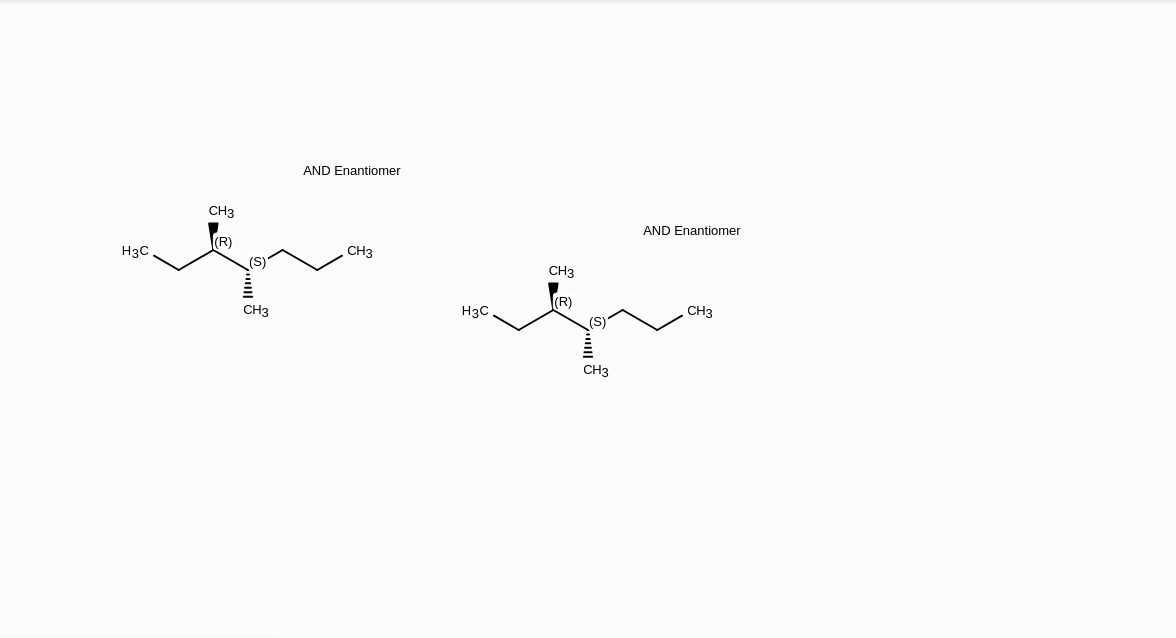 AND Enantiomer
CH3
(R)
H3C
(S)
CH3
CH3
AND Enantiomer
CH3
(R)
H3C
(S)
CH3
CH3